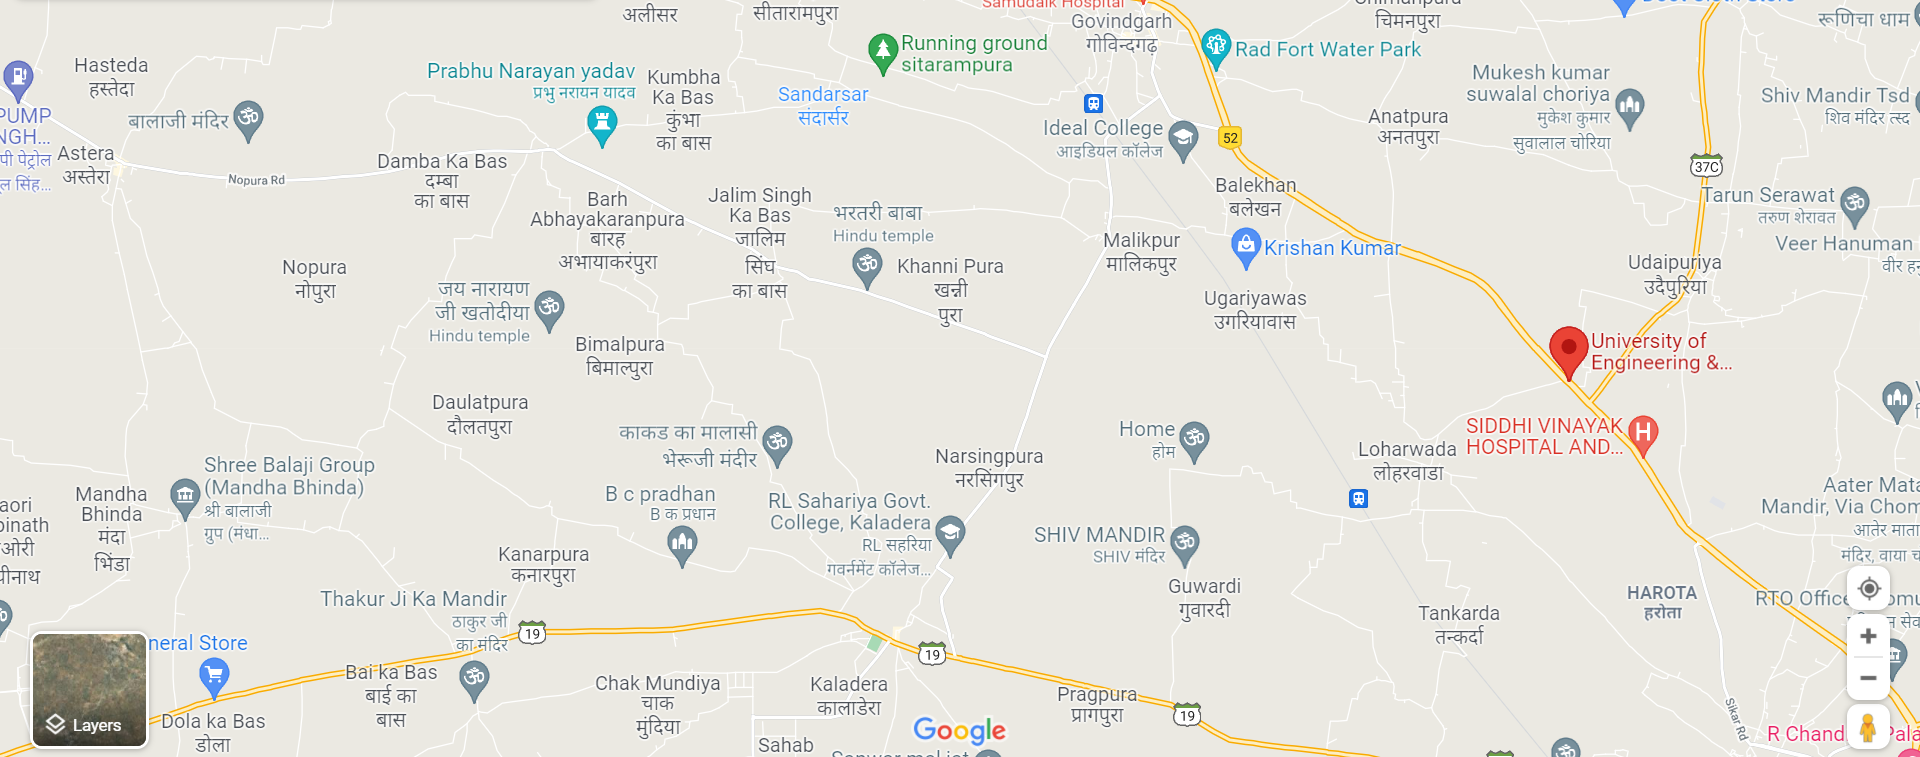 अलीसर
सीतारामपुरा
Samudaik Hospital
Govindgarh
गोविन्दगढ़
चिमनपुरा
रूणिचा धाम
Running ground
sitarampura
Rad Fort Water Park
Hasteda
हस्तेदा
Prabhu Narayan yadav
प्रभु नरायन यादव
Kumbha
Ka Bas
कुंभा
का बास
Sandarsar
संदार्सर
Mukesh kumar
suwalal choriya
मुकेश कुमार
सुवालाल चोरिया
Shiv Mandir Tsd
शिव मंदिर त्स्द
बालाजी मंदिर
PUMP
Ideal College
आइडियल कॉलेज
52
Anatpura
अनतपुरा
37C
Astera
अस्तेरा
Nopura Rd
Damba Ka Bas
दम्बा
का बास
Barh
Abhayakaranpura
बारह
अभायाकरंपुरा
Jalim Singh
Ka Bas
जालिम
सिंघ
का बास
भरतरी बाबा
Hindu temple
Balekhan
बलेखन
Tarun Serawat
तरुण शेरावत
Malikpur
मालिकपुर
Krishan Kumar
Veer Hanuman
Nopura
नोपुरा
Khanni Pura
खन्नी
पुरा
Udaipuriya
उदैपुरिया
जय नारायण
जी खतोदीया
Hindu temple
Ugariyawas
उगरियावास
Bimalpura
बिमाल्पुरा
University of
Engineering &...
Daulatpura
दौलतपुरा
काकड का मालासी
भेरूजी मंदीर
Home
होम
SIDDHI VINAYAK
HOSPITAL AND...
H
Loharwada
लोहरवाडा
Narsingpura
नरसिंगपुर
Shree Balaji Group
(Mandha Bhinda)
श्री बालाजी
ग्रुप (मंधा...
Mandha
Bhinda
मंदा
भिंडा
B c pradhan
B क प्रधान
RL Sahariya Govt.
College, Kaladera
RL सहरिया
गवर्नमेंट कॉलेज...
Aater Mata
Mandir, Via Chom
आतेर माता
मंदिर, वाया च
SHIV MANDIR
SHIV मंदिर
Kanarpura
कनारपुरा
Guwardi
गुवारदी
HAROTA
हरोता
RTO Office
Thakur Ji Ka Mandir
ठाकुर जी
का मंदिर
19
19
Tankarda
तन्कर्दा
neral Store
Bai ka Bas
बाई का
बास
Chak Mundiya
चाक
मुंदिया
Kaladera
कालाडेरा
Pragpura
प्रागपुरा
19
Sikar Rd
Layers
Dola ka Bas
डोला
Google
Sahab
R Chand
Pala